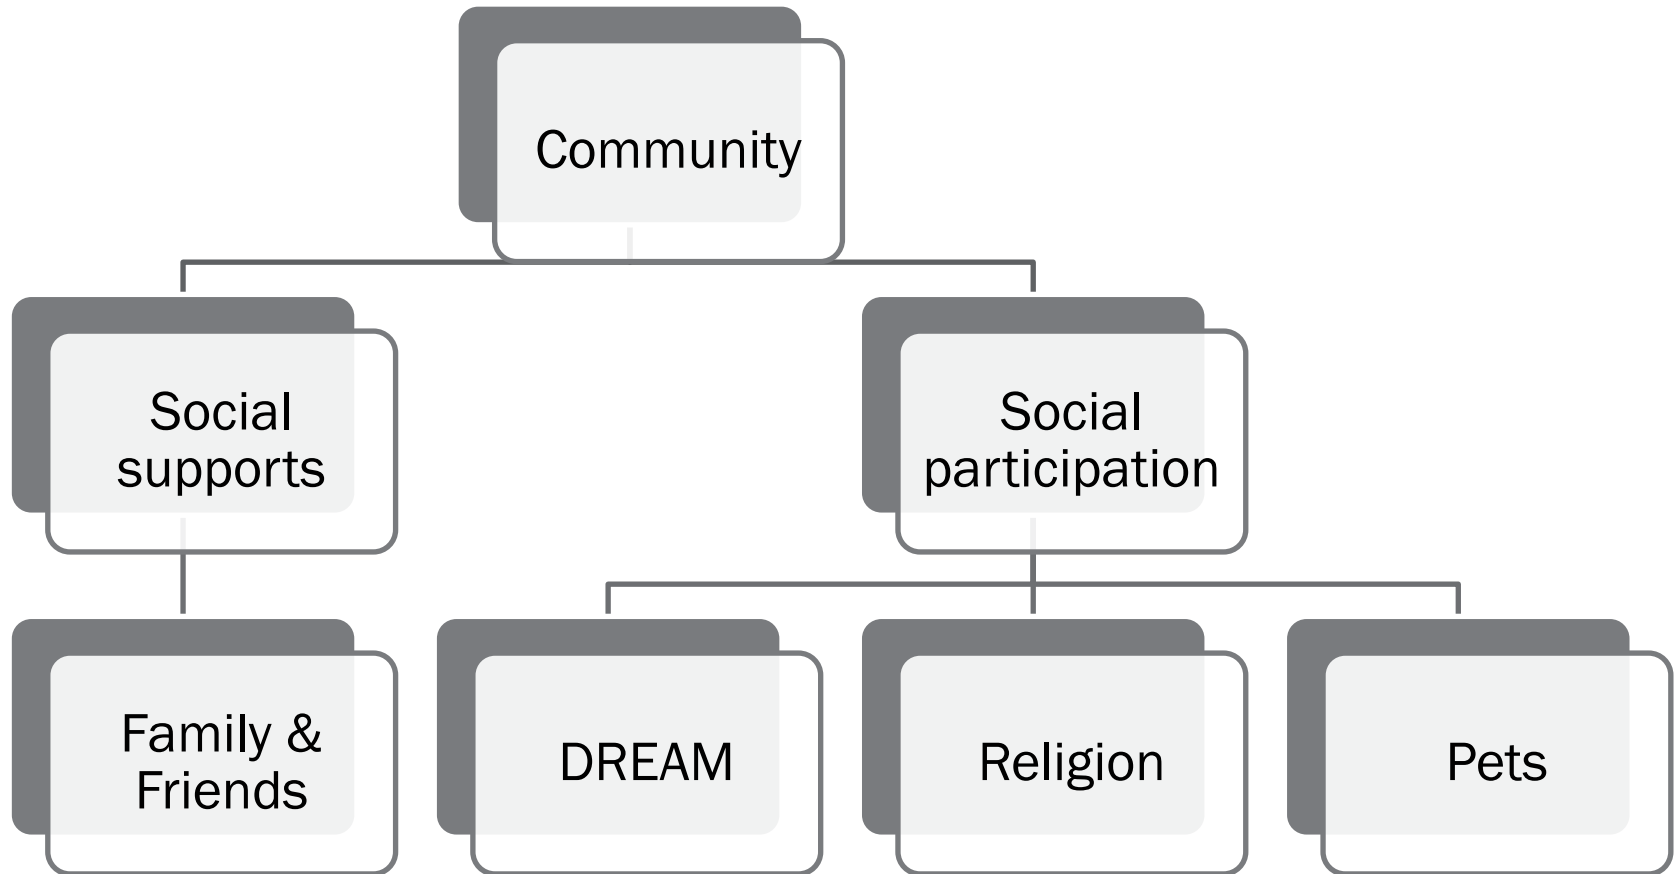 Community
Social
supports
Social
participation
Family &
Friends
DREAM
Religion
Pets